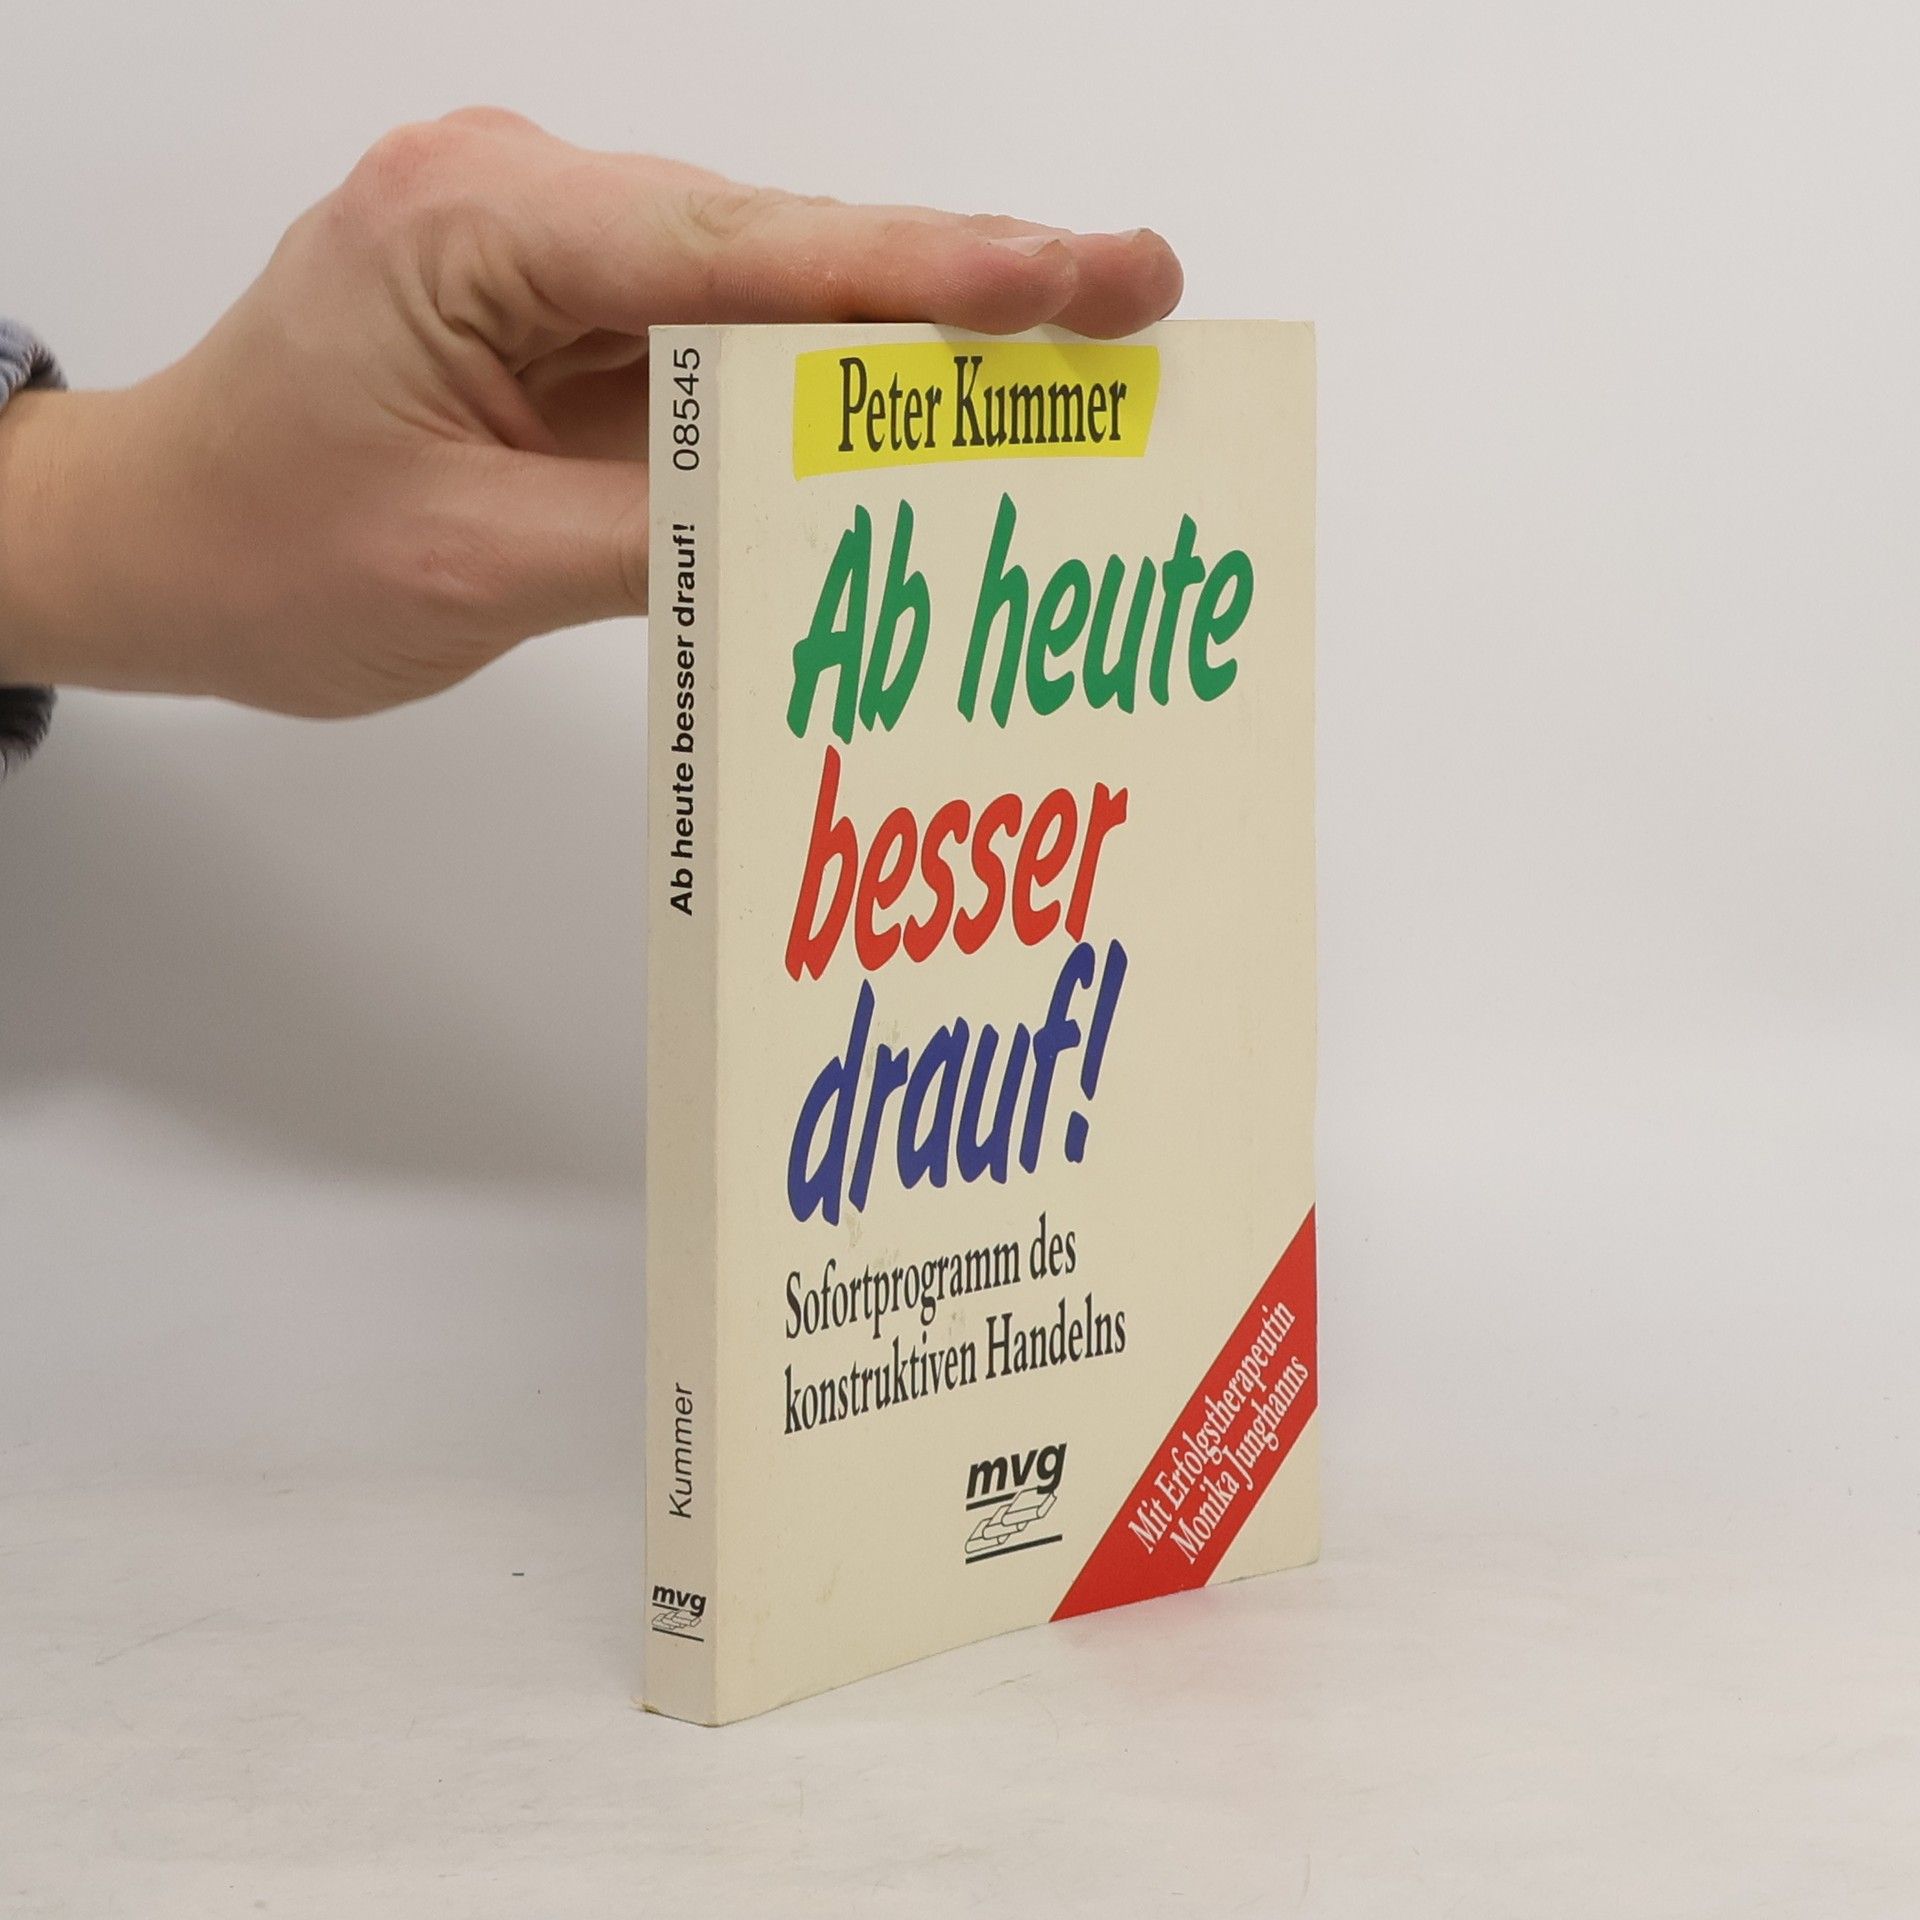 Peter Kummer
Ab heute
besser
drauf!
Sofortprogramm des
konstruktiven Handelns
mvg
Mit Erfolgstherapeutin
Monika Junghanns
08545
Ab heute besser drauf!
Kummer
mvg